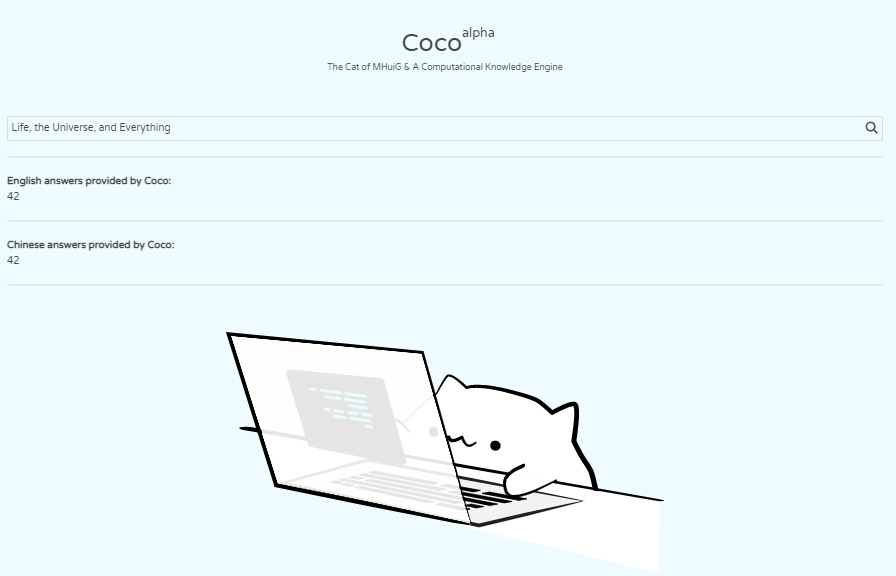 Coco alpha
The Cat of MHuiG & A Computational Knowledge Engine
Life, the Universe, and Everything
English answers provided by Coco:
42
Chinese answers provided by Coco:
42